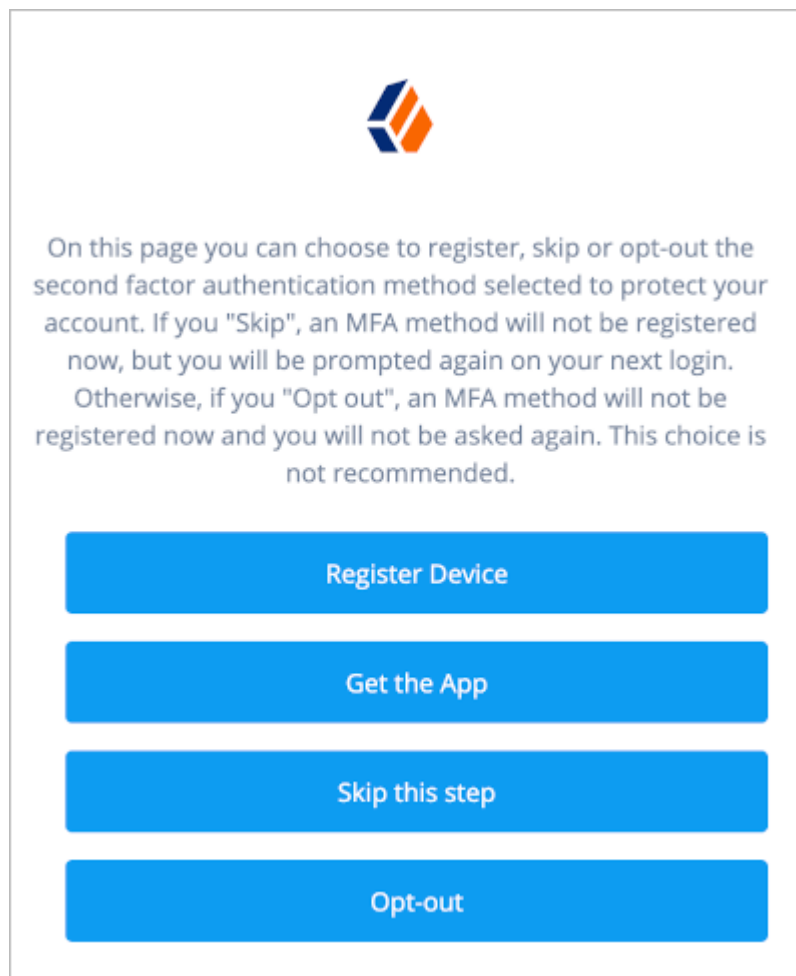 On this page you can choose to register, skip or opt-out the
second factor authentication method selected to protect your
account. If you "Skip", an MFA method will not be registered
now, but you will be prompted again on your next login.
Otherwise, if you "Opt out", an MFA method will not be
registered now and you will not be asked again. This choice is
not recommended.
Register Device
Get the App
Skip this step
Opt-out